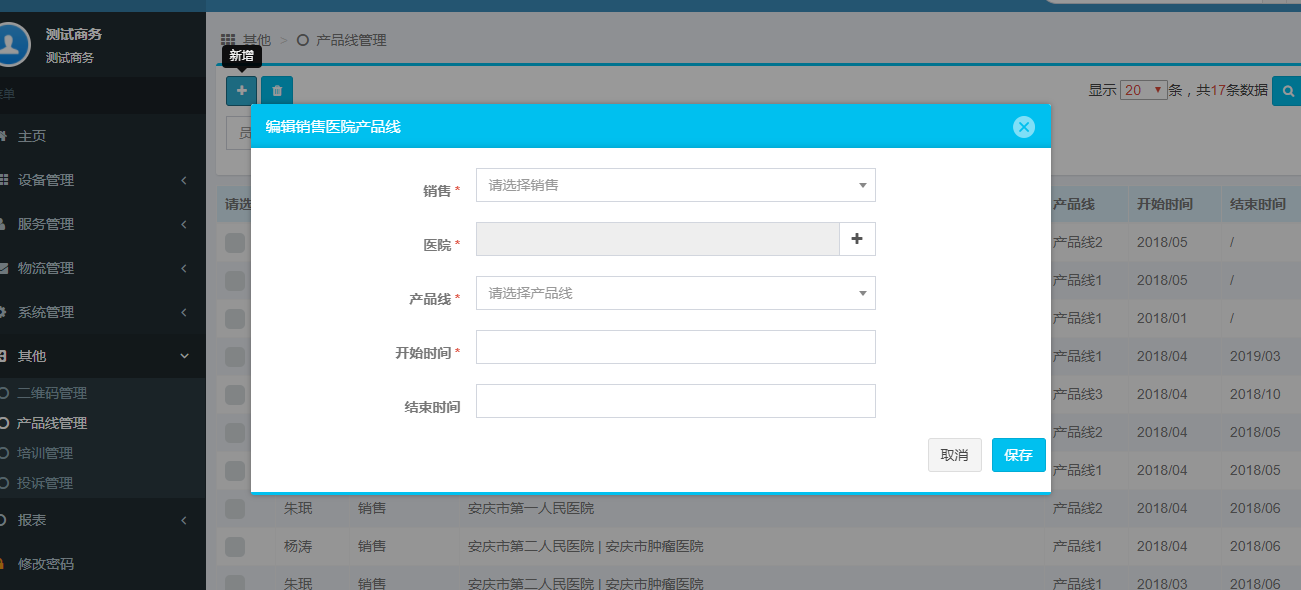 测试商务
测试商务
其他 > 产品线管理
新增
显示 20 条，共17条数据
主页
设备管理
服务管理
物流管理
系统管理
其他
二维码管理
产品线管理
培训管理
投诉管理
报表
修改密码
编辑销售医院产品线
销售 * 请选择销售
医院 *
产品线 * 请选择产品线
开始时间 *
结束时间
取消 保存
请选 产品线 开始时间 结束时间
产品线2 2018/05 /
产品线1 2018/05 /
产品线1 2018/01 /
产品线1 2018/04 2019/03
产品线3 2018/04 2018/10
产品线2 2018/04 2018/05
产品线1 2018/04 2018/05
朱珉 销售 安庆市第一人民医院 产品线2 2018/04 2018/06
杨涛 销售 安庆市第二人民医院 | 安庆市肿瘤医院 产品线1 2018/04 2018/06
朱珉 销售 安庆市第二人民医院 | 安庆市肿瘤医院 产品线1 2018/03 2018/06